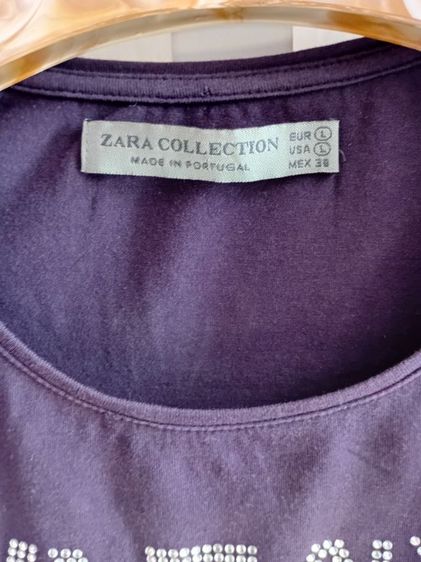 ZARA COLLECTION
MADE IN PORTUGAL
EUR L
USA L
MEX 38